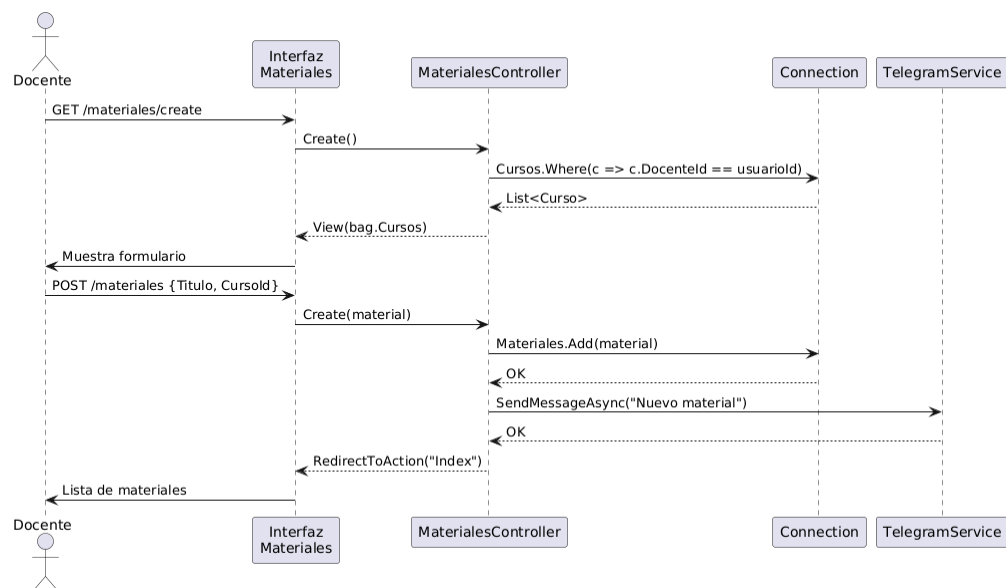 Docente
Interfaz
Materiales
MaterialesController
Connection
TelegramService
GET /materiales/create
Create()
Cursos.Where(c => c.DocenteId == usuarioId)
List<Curso>
View(bag.Cursos)
Muestra formulario
POST /materiales {Titulo, CursoId}
Create(material)
Materiales.Add(material)
OK
SendMessageAsync("Nuevo material")
OK
RedirectToAction("Index")
Lista de materiales
Docente
Interfaz
Materiales
MaterialesController
Connection
TelegramService